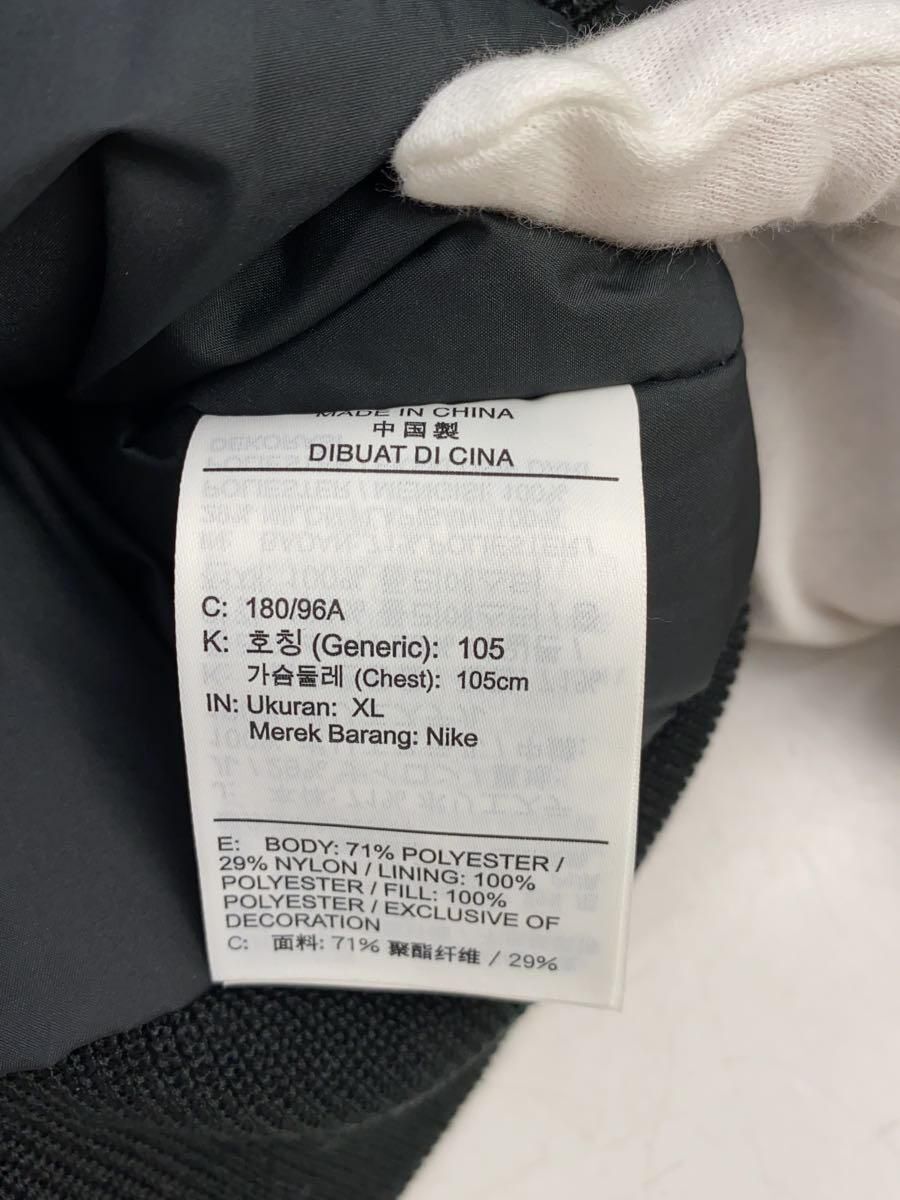 MADE IN CHINA
中国製
DIBUAT DI CINA
C: 180/96A
K: 호칭 (Generic): 105
가슴둘레 (Chest): 105cm
IN: Ukuran: XL
Merek Barang: Nike
E: BODY: 71% POLYESTER /
29% NYLON / LINING: 100%
POLYESTER / FILL: 100%
POLYESTER / EXCLUSIVE OF
DECORATION
C: 面料: 71% 聚酯纤维 / 29%